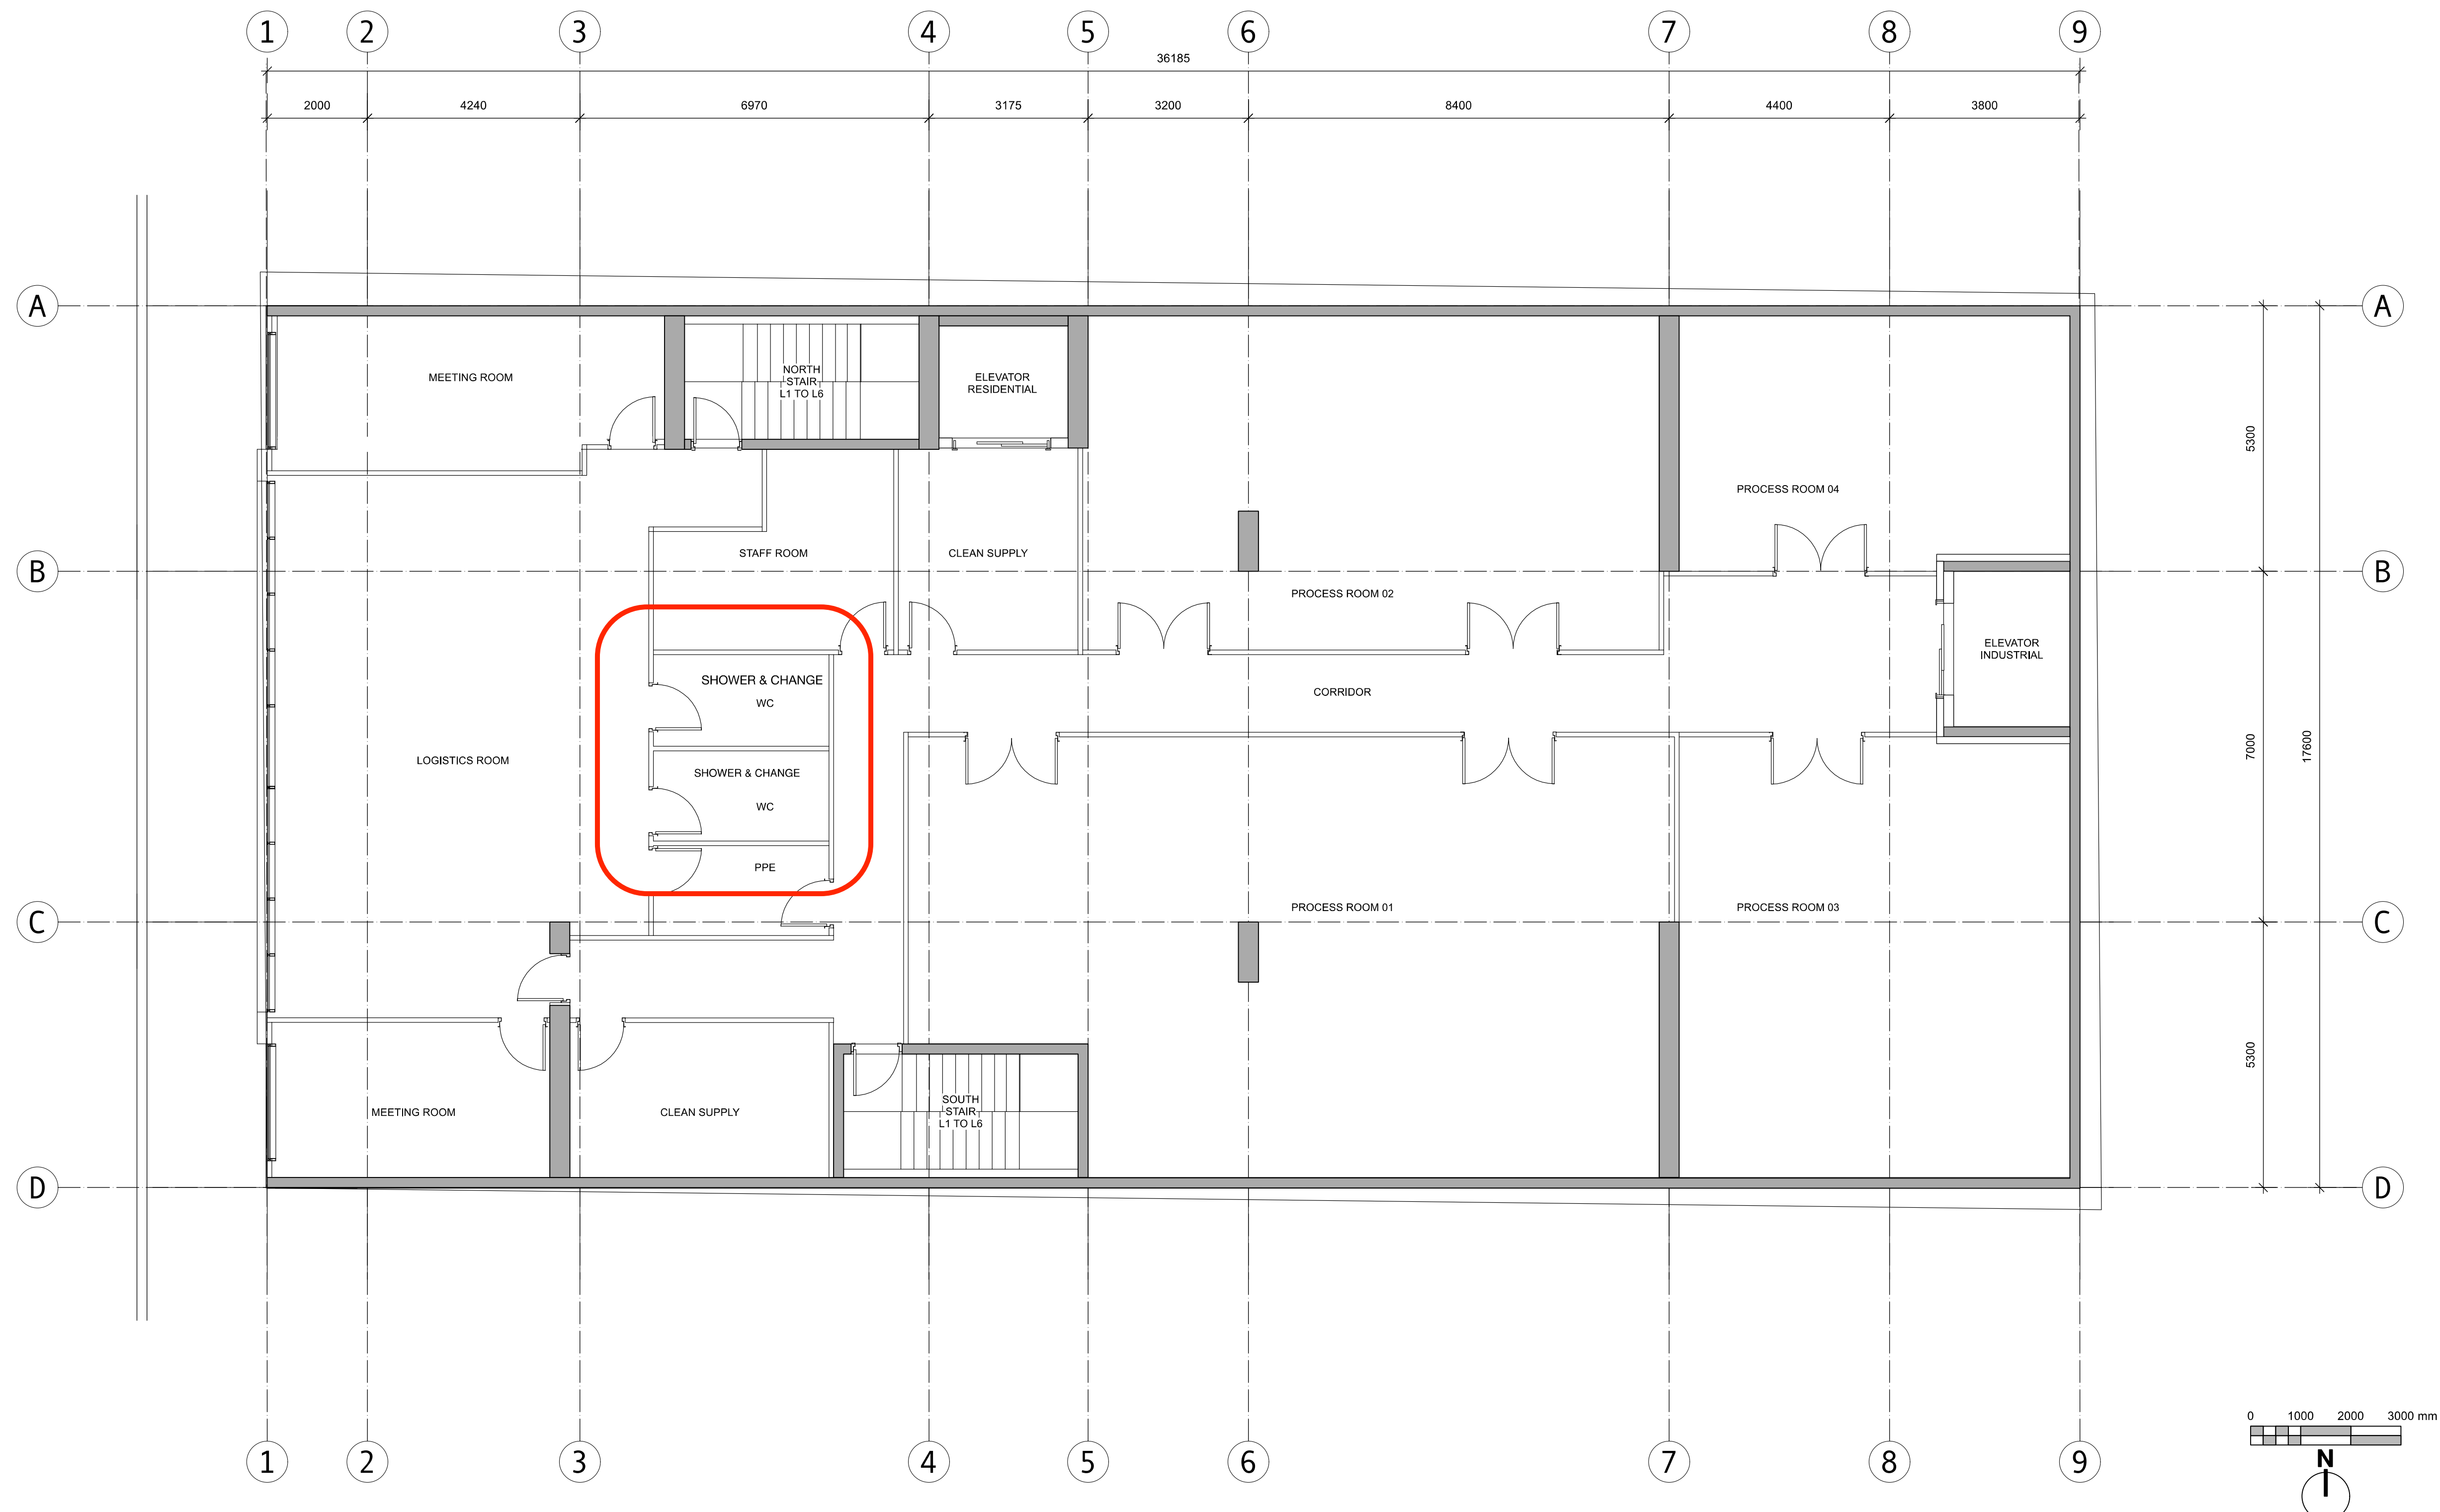 1 2 3 4 5 6 7 8 9
36185
2000 4240 6970 3175 3200 8400 4400 3800
A A
MEETING ROOM
NORTH
STAIR
L1 TO L6
ELEVATOR
RESIDENTIAL
5300
PROCESS ROOM 04
STAFF ROOM
CLEAN SUPPLY
B B
PROCESS ROOM 02
ELEVATOR
INDUSTRIAL
SHOWER & CHANGE
WC
CORRIDOR
LOGISTICS ROOM
7000
17600
SHOWER & CHANGE
WC
PPE
PROCESS ROOM 01
PROCESS ROOM 03
C C
5300
MEETING ROOM
CLEAN SUPPLY
SOUTH
STAIR
L1 TO L6
D D
0 1000 2000 3000 mm
N
1 2 3 4 5 6 7 8 9